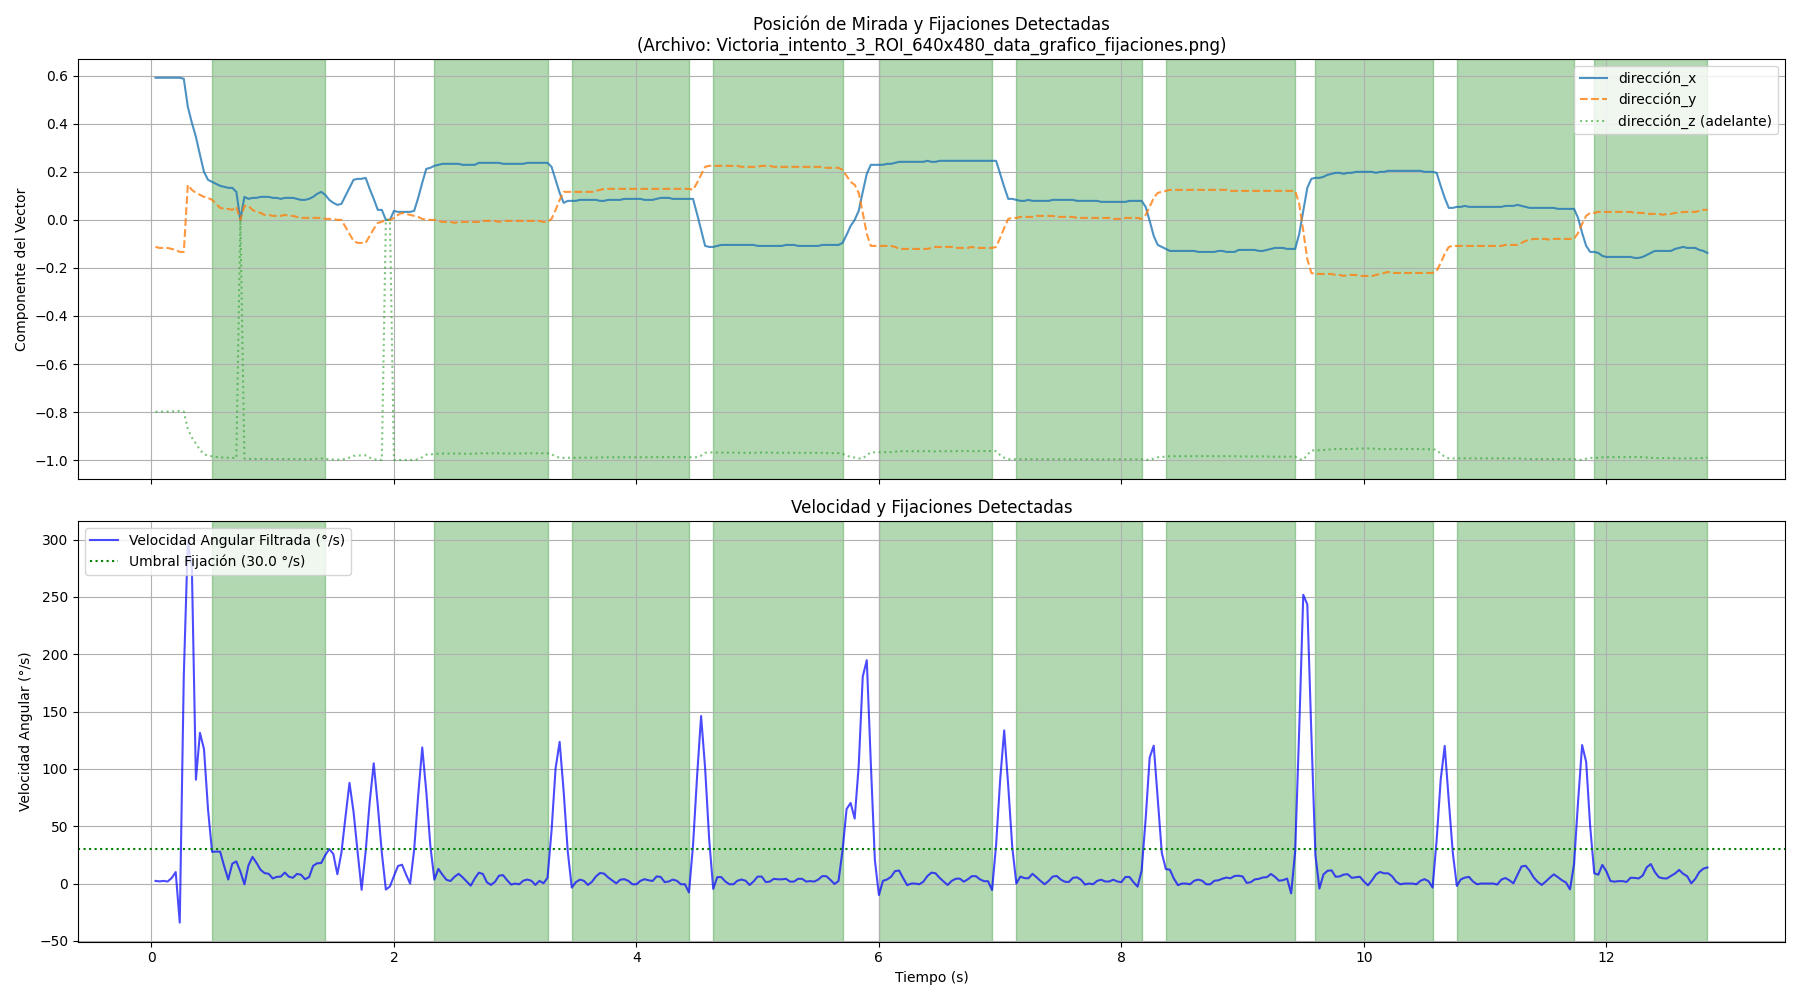 Posición de Mirada y Fijaciones Detectadas
(Archivo: Victoria_intento_3_ROI_640x480_data_grafico_fijaciones.png)
Componente del Vector
0.6
0.4
0.2
0.0
−0.2
−0.4
−0.6
−0.8
−1.0
dirección_x
dirección_y
dirección_z (adelante)
Velocidad y Fijaciones Detectadas
Velocidad Angular (°/s)
300
250
200
150
100
50
0
−50
Velocidad Angular Filtrada (°/s)
Umbral Fijación (30.0 °/s)
0
2
4
6
8
10
12
Tiempo (s)